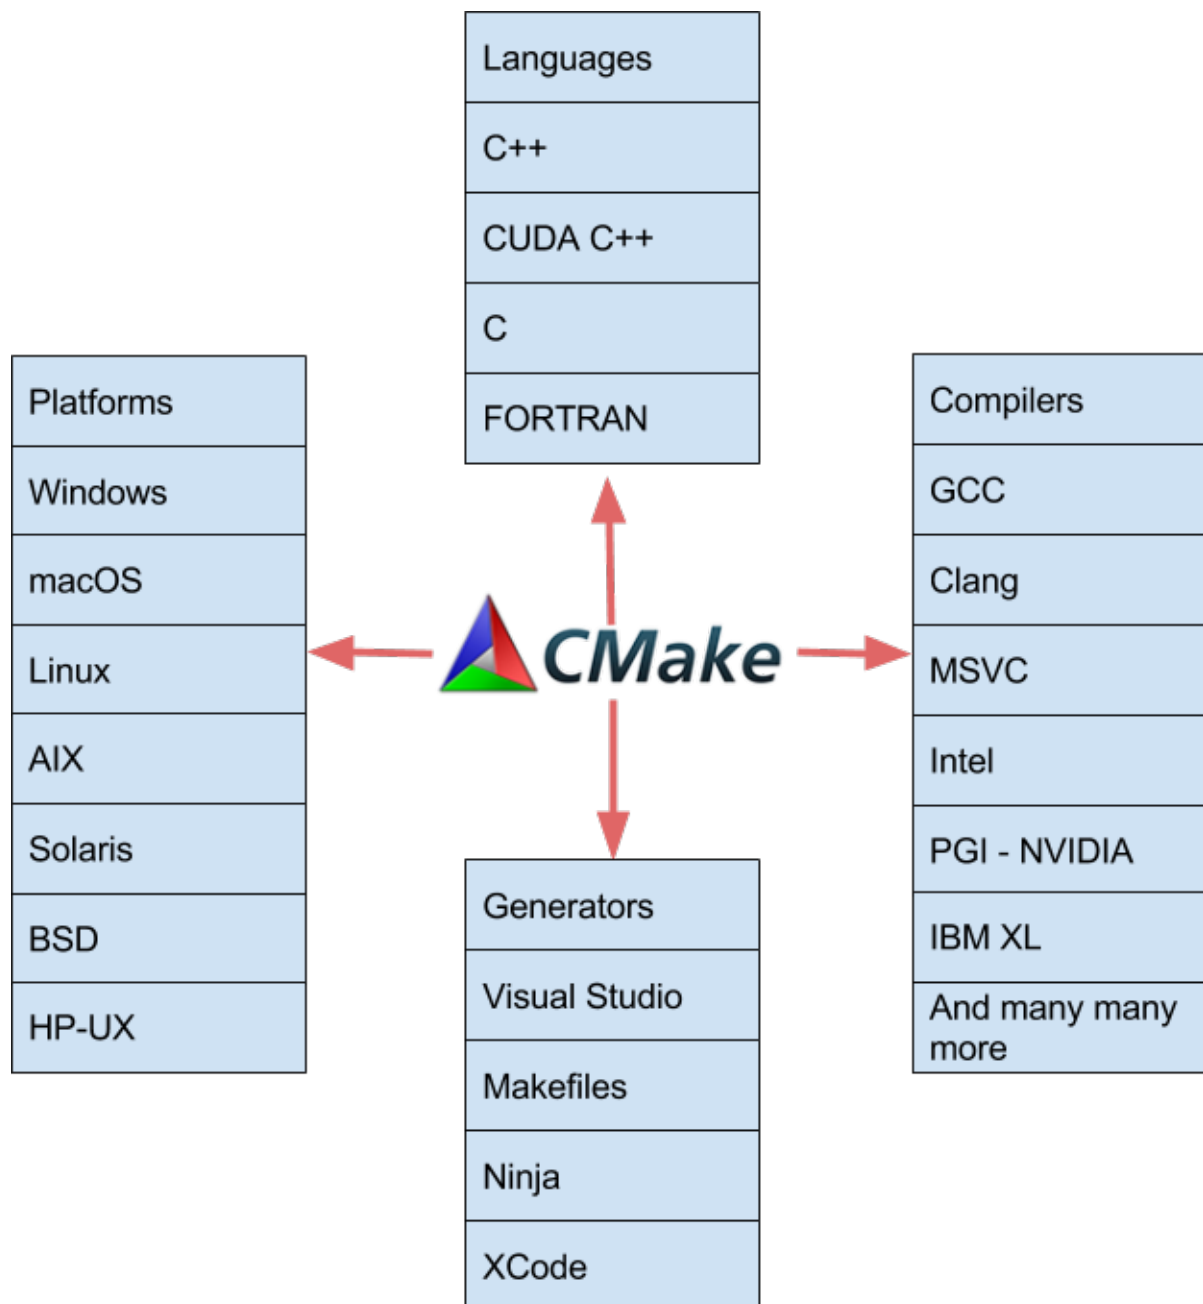 Languages
C++
CUDA C++
C
FORTRAN
Platforms
Windows
macOS
Linux
AIX
Solaris
BSD
HP-UX
CMake
Compilers
GCC
Clang
MSVC
Intel
PGI - NVIDIA
IBM XL
And many many
more
Generators
Visual Studio
Makefiles
Ninja
XCode